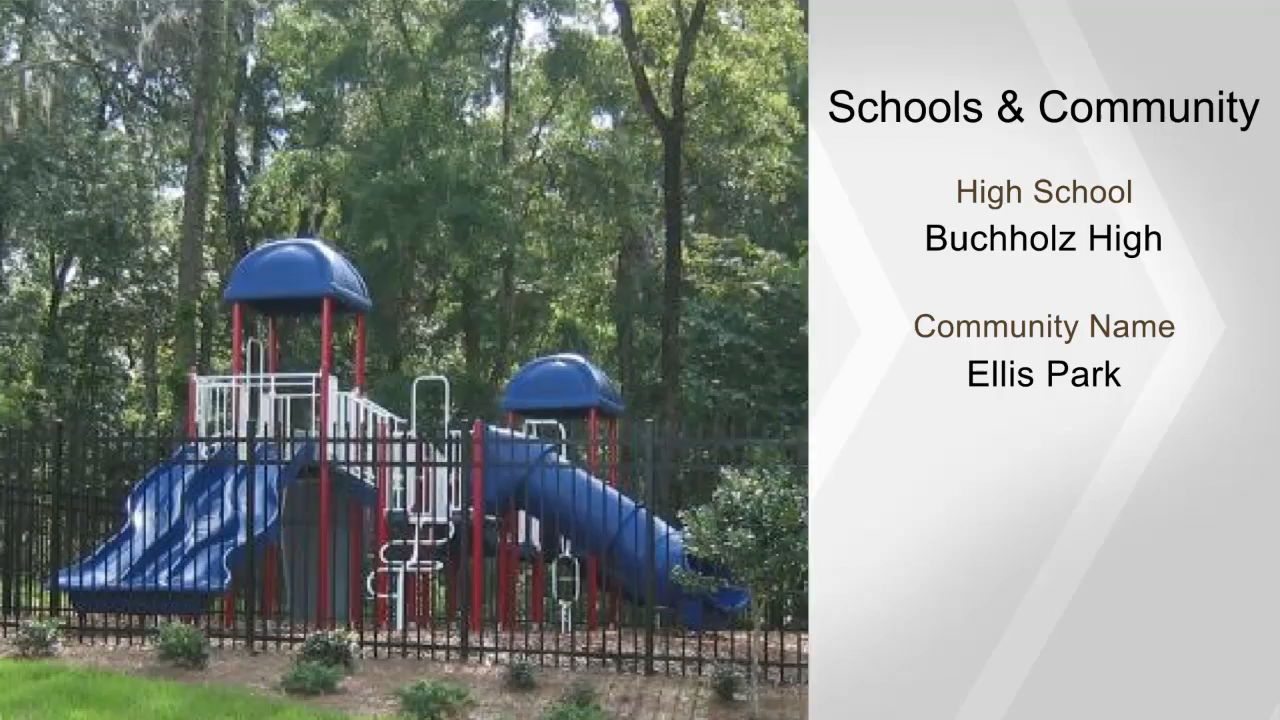 Schools & Community
High School
Buchholz High
Community Name
Ellis Park